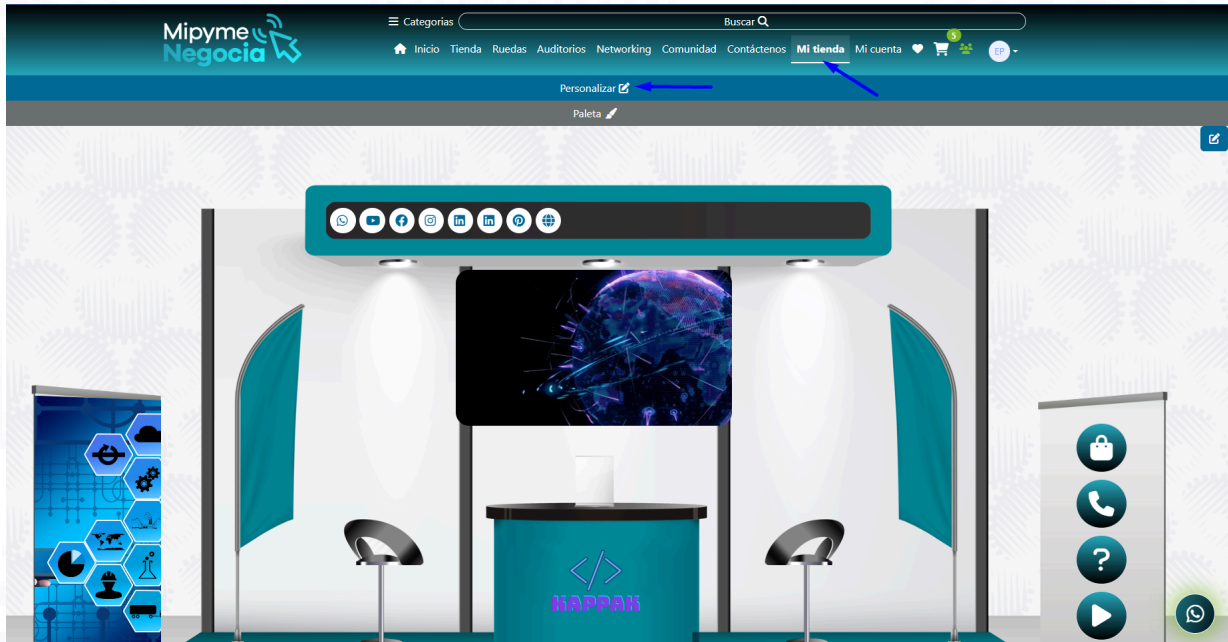 Mipyme
Negocia
Categorias
Buscar
Inicio Tienda Ruedas Auditorios Networking Comunidad Contáctenos Mi tienda Mi cuenta 5 EP
Personalizar
Paleta
</>
KAPPAK